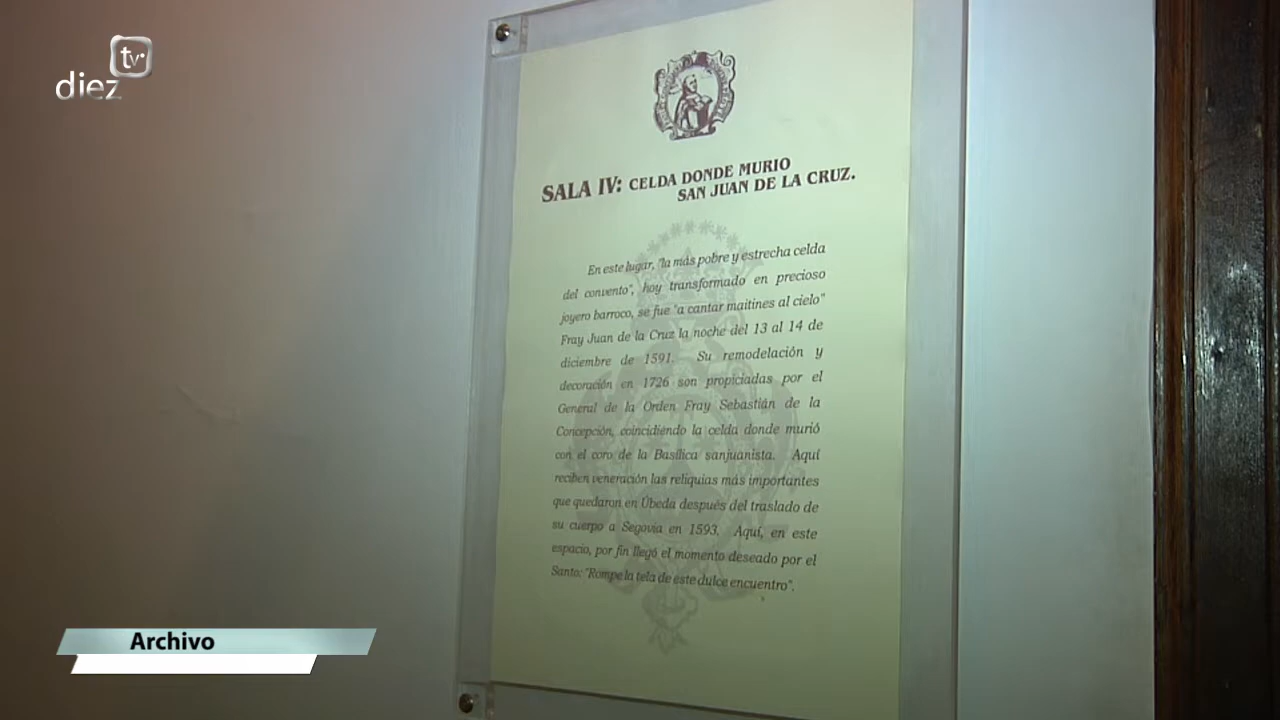 tv
diez
SALA IV: CELDA DONDE MURIO
SAN JUAN DE LA CRUZ.
En este lugar, "la más pobre y estrecha celda
del convento", hoy transformado en precioso
joyero barroco, se fue "a cantar maitines al cielo"
Fray Juan de la Cruz la noche del 13 al 14 de
diciembre de 1591. Su remodelación y
decoración en 1726 son propiciadas por el
General de la Orden Fray Sebastián de la
Concepción, coincidiendo la celda donde murió
con el coro de la Basílica sanjuanista. Aquí
reciben veneración las reliquias más importantes
que quedaron en Úbeda después del traslado de
su cuerpo a Segovia en 1593. Aquí, en este
espacio, por fin llegó el momento deseado por el
Santo: "Rompe la tela de este dulce encuentro".
Archivo